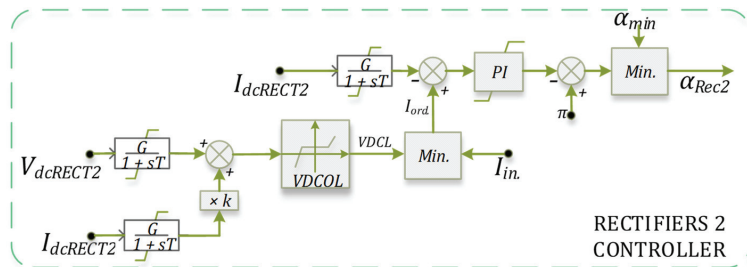 α_min
I_dcRECT2
G
1 + sT
−
+
PI
−
+
π
Min.
α_Rec2
I_ord
V_dcRECT2
G
1 + sT
+
+
VDCOL
VDCL
Min.
I_in.
× k
I_dcRECT2
G
1 + sT
RECTIFIERS 2
CONTROLLER